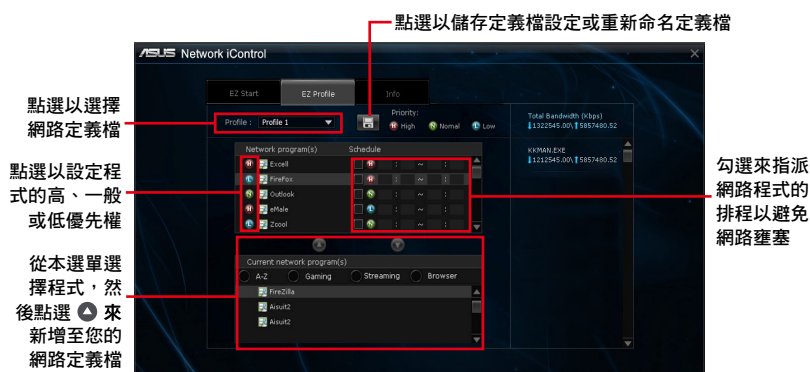 點選以儲存定義檔設定或重新命名定義檔
ASUS Network iControl
EZ Start
EZ Profile
Info
點選以選擇
網路定義檔
Profile : Profile 1
Priority:
H High N Nomal L Low
Total Bandwidth (Kbps)
1322545.00\ 5857480.52
KKMAN.EXE
1212545.00\ 5857480.52
點選以設定程
式的高、一般
或低優先權
Network program(s) Schedule
H Excell H : ~ :
L FireFox H : ~ :
N Outlook N : ~ :
H eMale L : ~ :
L Zcool N : ~ :
勾選來指派
網路程式的
排程以避免
網路壅塞
從本選單選
擇程式，然
後點選 來
新增至您的
網路定義檔
Current network program(s)
A-Z Gaming Streaming Browser
FireZilla
Aisuit2
Aisuit2